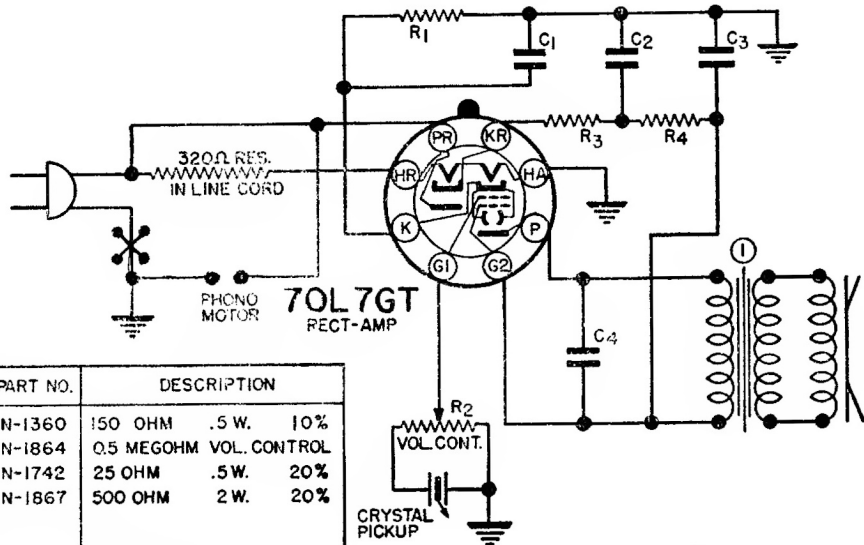 R1
C1
C2
C3
R3
R4
PR
KR
HR
HA
K
P
G1
G2
320Ω RES.
IN LINE CORD
PHONO
MOTOR
70L7GT
RECT-AMP
1
C4
R2
VOL. CONT.
CRYSTAL
PICKUP
PART NO. DESCRIPTION
N-1360 150 OHM .5 W. 10%
N-1864 0.5 MEGOHM VOL. CONTROL
N-1742 25 OHM .5 W. 20%
N-1867 500 OHM 2 W. 20%